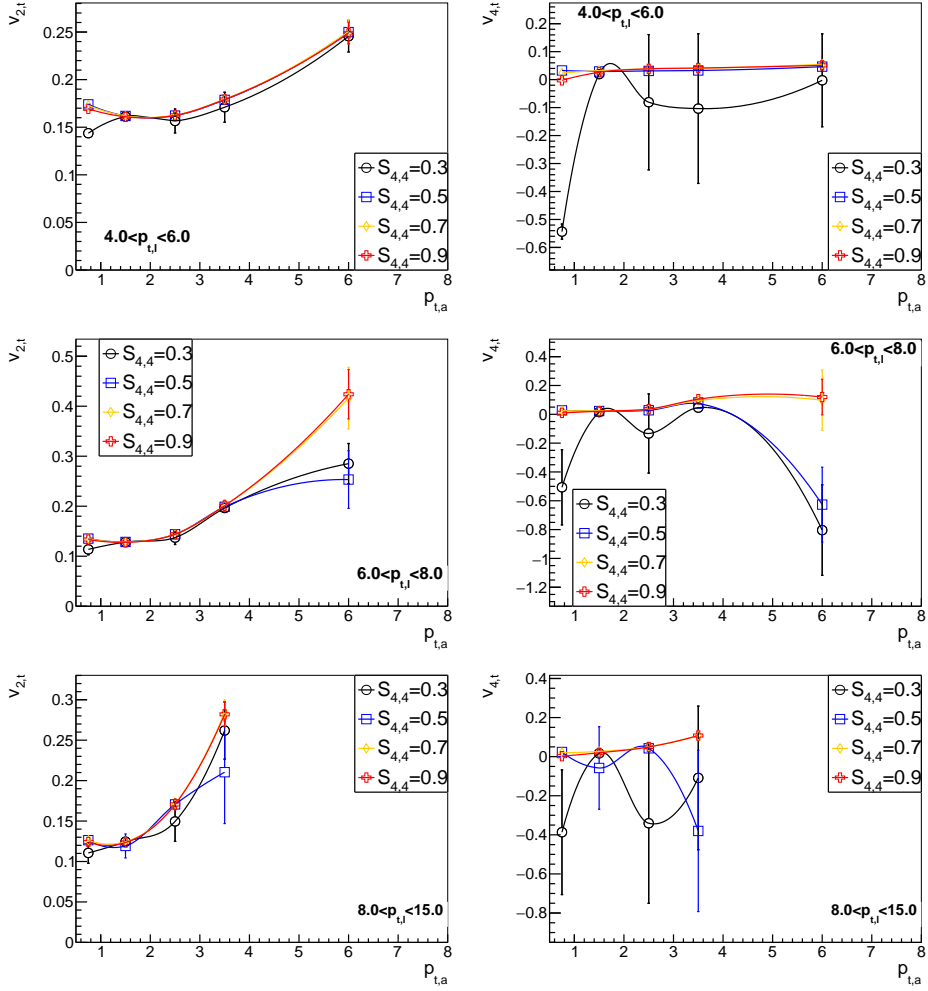 v2,t
0.25
0.2
0.15
0.1
0.05
0
4.0<pt,l<6.0
S4,4=0.3
S4,4=0.5
S4,4=0.7
S4,4=0.9
1 2 3 4 5 6 7 8
pt,a
v4,t
0.2
0.1
0
−0.1
−0.2
−0.3
−0.4
−0.5
−0.6
4.0<pt,l<6.0
S4,4=0.3
S4,4=0.5
S4,4=0.7
S4,4=0.9
1 2 3 4 5 6 7 8
pt,a
v2,t
0.5
0.4
0.3
0.2
0.1
0
S4,4=0.3
S4,4=0.5
S4,4=0.7
S4,4=0.9
6.0<pt,l<8.0
1 2 3 4 5 6 7 8
pt,a
v4,t
0.4
0.2
0
−0.2
−0.4
−0.6
−0.8
−1
−1.2
6.0<pt,l<8.0
S4,4=0.3
S4,4=0.5
S4,4=0.7
S4,4=0.9
1 2 3 4 5 6 7 8
pt,a
v2,t
0.3
0.25
0.2
0.15
0.1
0.05
0
S4,4=0.3
S4,4=0.5
S4,4=0.7
S4,4=0.9
8.0<pt,l<15.0
1 2 3 4 5 6 7 8
pt,a
v4,t
0.4
0.2
0
−0.2
−0.4
−0.6
−0.8
S4,4=0.3
S4,4=0.5
S4,4=0.7
S4,4=0.9
8.0<pt,l<15.0
1 2 3 4 5 6 7 8
pt,a